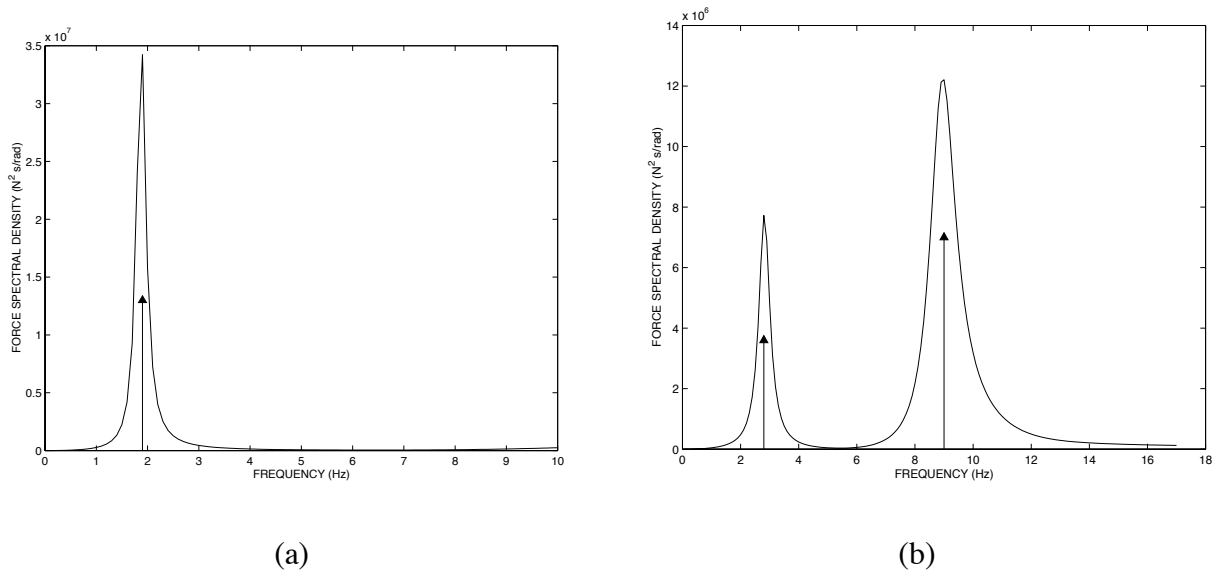 x 10^7
3.5
3
2.5
2
1.5
1
0.5
0
FORCE SPECTRAL DENSITY (N^2 s/rad)
0 1 2 3 4 5 6 7 8 9 10
FREQUENCY (Hz)
(a)
x 10^6
14
12
10
8
6
4
2
0
FORCE SPECTRAL DENSITY (N^2 s/rad)
0 2 4 6 8 10 12 14 16 18
FREQUENCY (Hz)
(b)